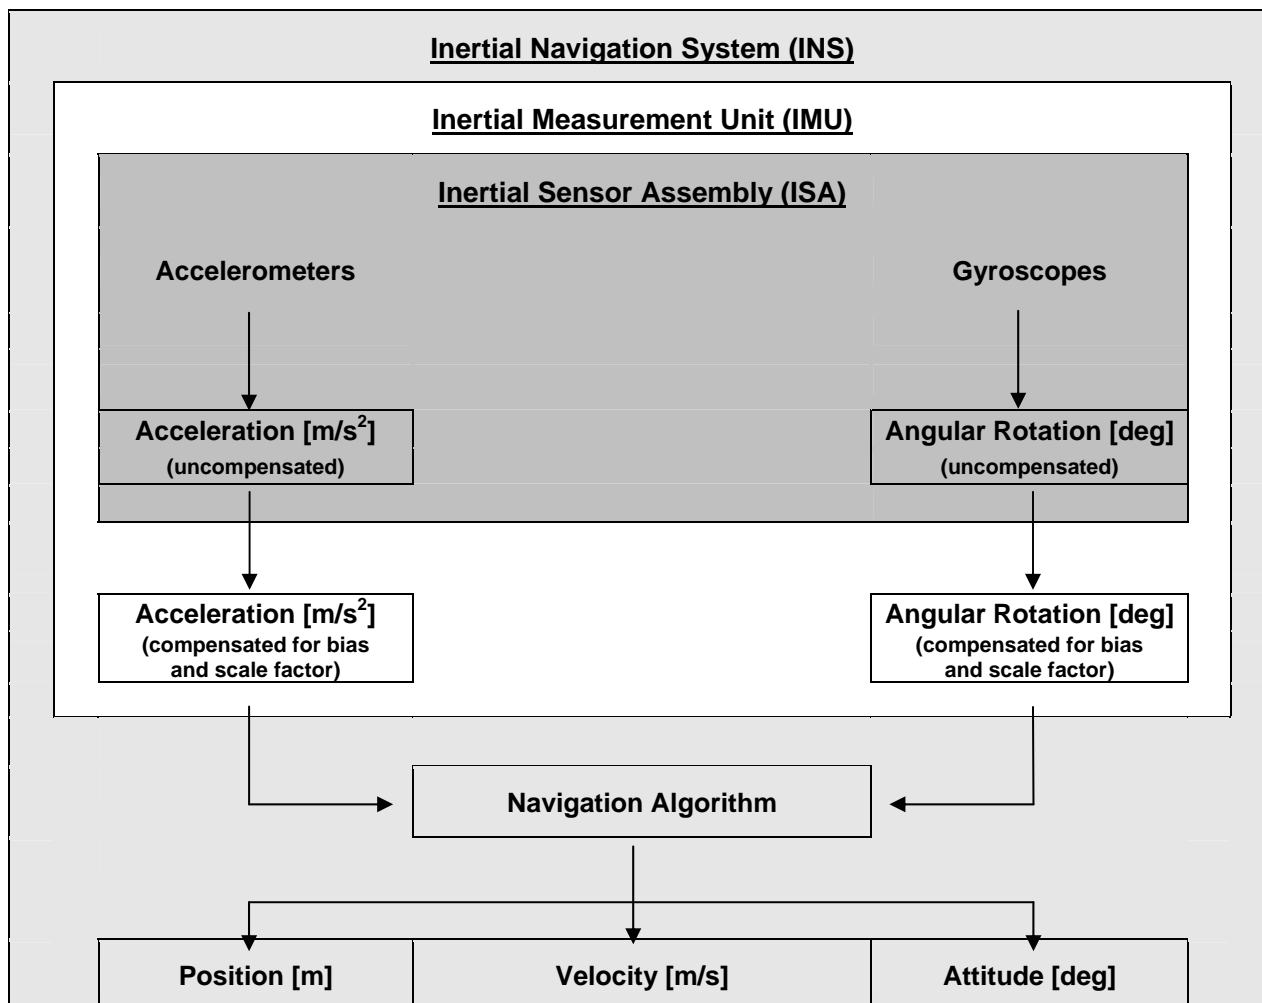 Inertial Navigation System (INS)
Inertial Measurement Unit (IMU)
Inertial Sensor Assembly (ISA)
Accelerometers
Gyroscopes
Acceleration [m/s²]
(uncompensated)
Angular Rotation [deg]
(uncompensated)
Acceleration [m/s²]
(compensated for bias
and scale factor)
Angular Rotation [deg]
(compensated for bias
and scale factor)
Navigation Algorithm
Position [m]
Velocity [m/s]
Attitude [deg]